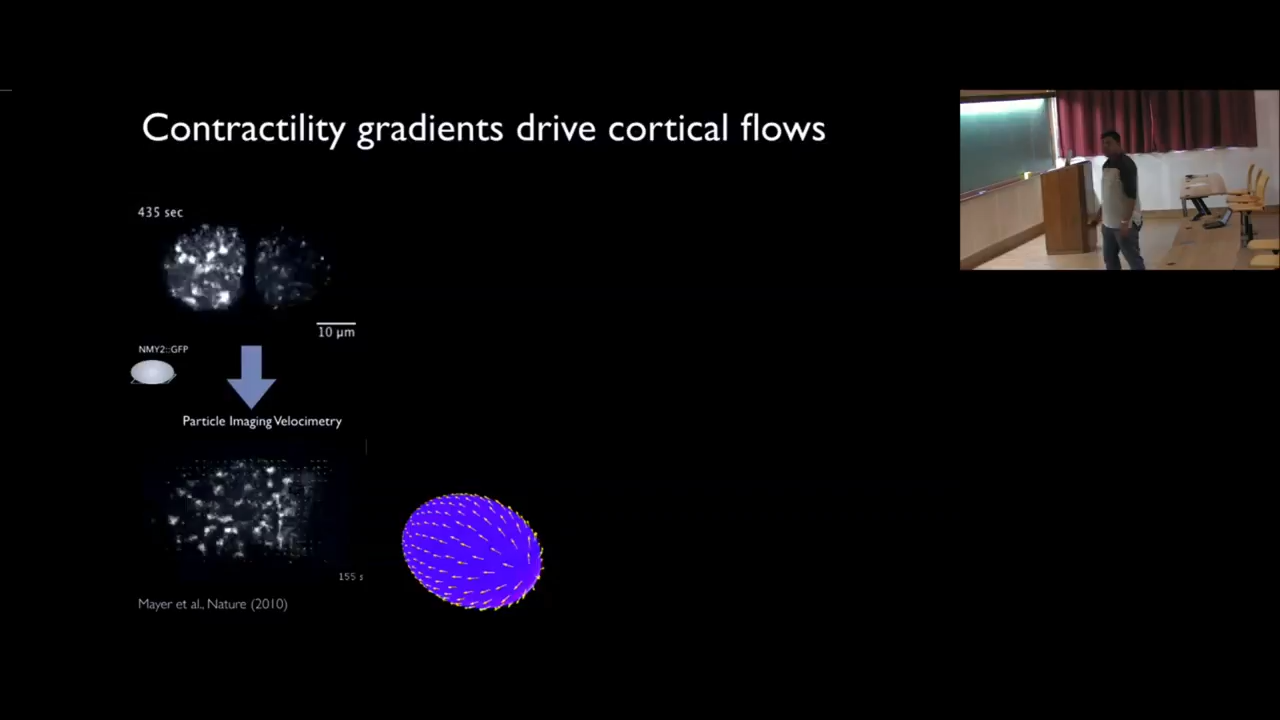 Contractility gradients drive cortical flows
435 sec
10 µm
NMY2::GFP
Particle Imaging Velocimetry
155 s
Mayer et al., Nature (2010)